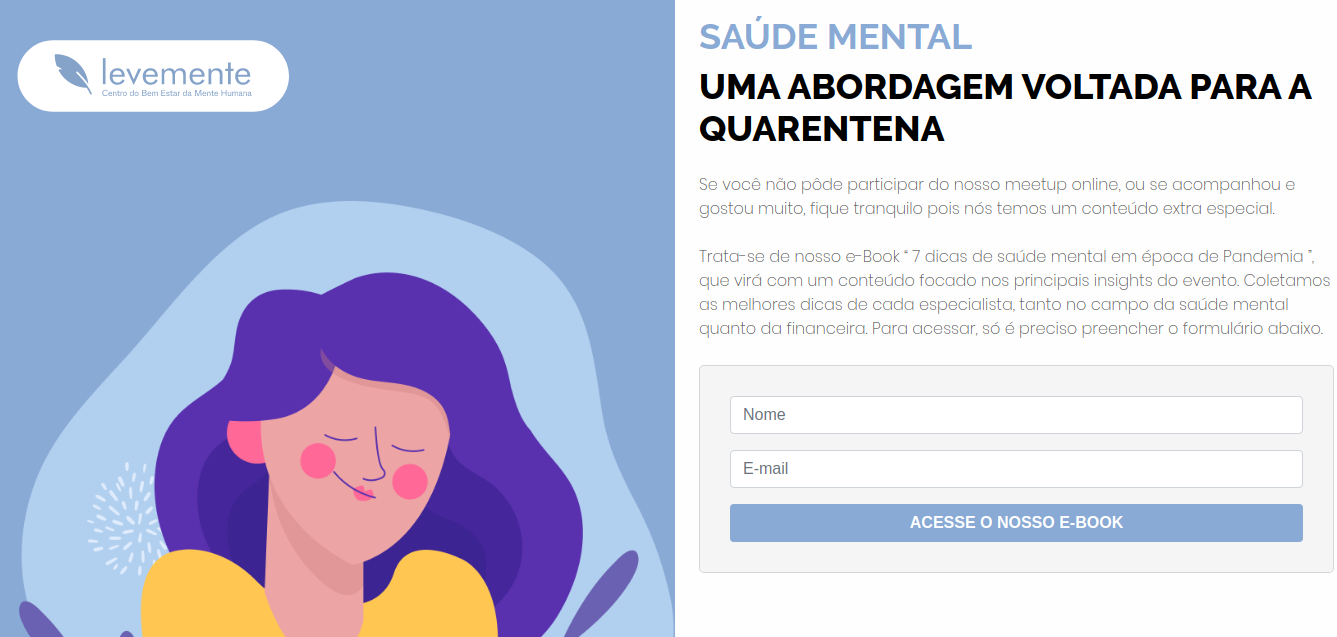 levemente
Centro do Bem Estar da Mente Humana
SAÚDE MENTAL
UMA ABORDAGEM VOLTADA PARA A
QUARENTENA
Se você não pôde participar do nosso meetup online, ou se acompanhou e
gostou muito, fique tranquilo pois nós temos um conteúdo extra especial.
Trata-se de nosso e-Book “ 7 dicas de saúde mental em época de Pandemia ”,
que virá com um conteúdo focado nos principais insights do evento. Coletamos
as melhores dicas de cada especialista, tanto no campo da saúde mental
quanto da financeira. Para acessar, só é preciso preencher o formulário abaixo.
Nome
E-mail
ACESSE O NOSSO E-BOOK